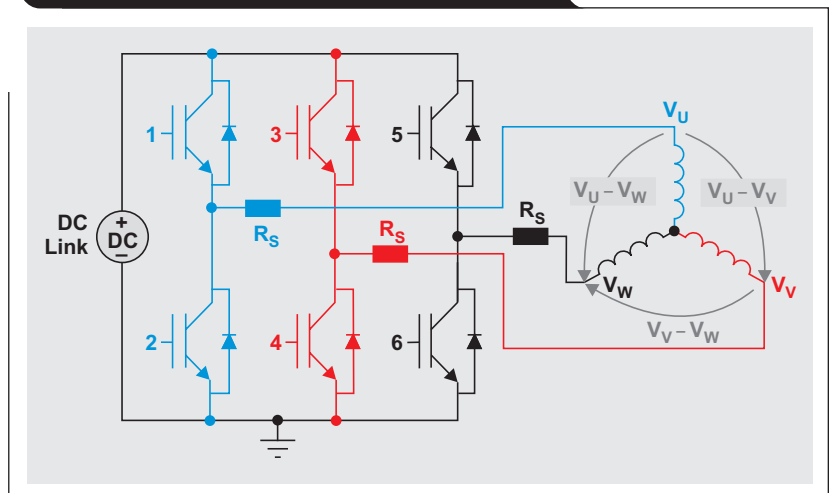 1
3
5
V_U
V_U – V_W
V_U – V_V
DC
Link
+
DC
–
R_S
R_S
R_S
V_W
V_V
2
4
6
V_V – V_W